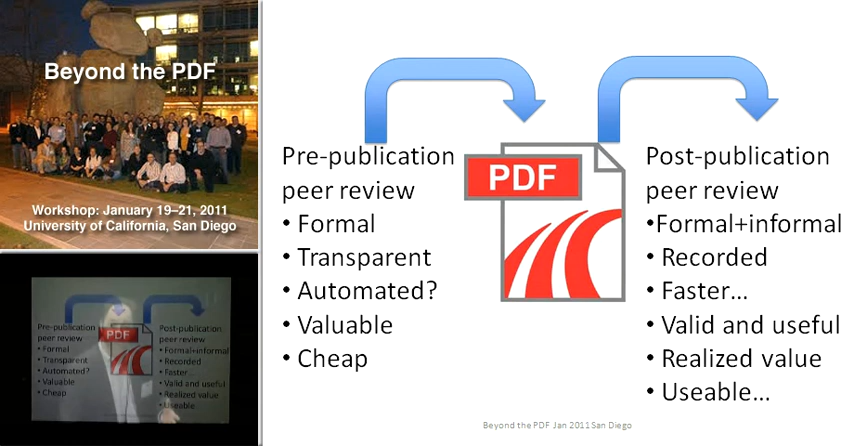 Beyond the PDF
Workshop: January 19–21, 2011
University of California, San Diego
Pre-publication
peer review
• Formal
• Transparent
• Automated?
• Valuable
• Cheap
PDF
Post-publication
peer review
•Formal+informal
• Recorded
• Faster...
• Valid and useful
• Realized value
• Useable...
Beyond the PDF Jan 2011 San Diego
Pre-publication
peer review
• Formal
• Transparent
• Automated?
• Valuable
• Cheap
PDF
Post-publication
peer review
• Formal+informal
• Recorded
• Faster...
• Valid and useful
• Realized value
• Useable